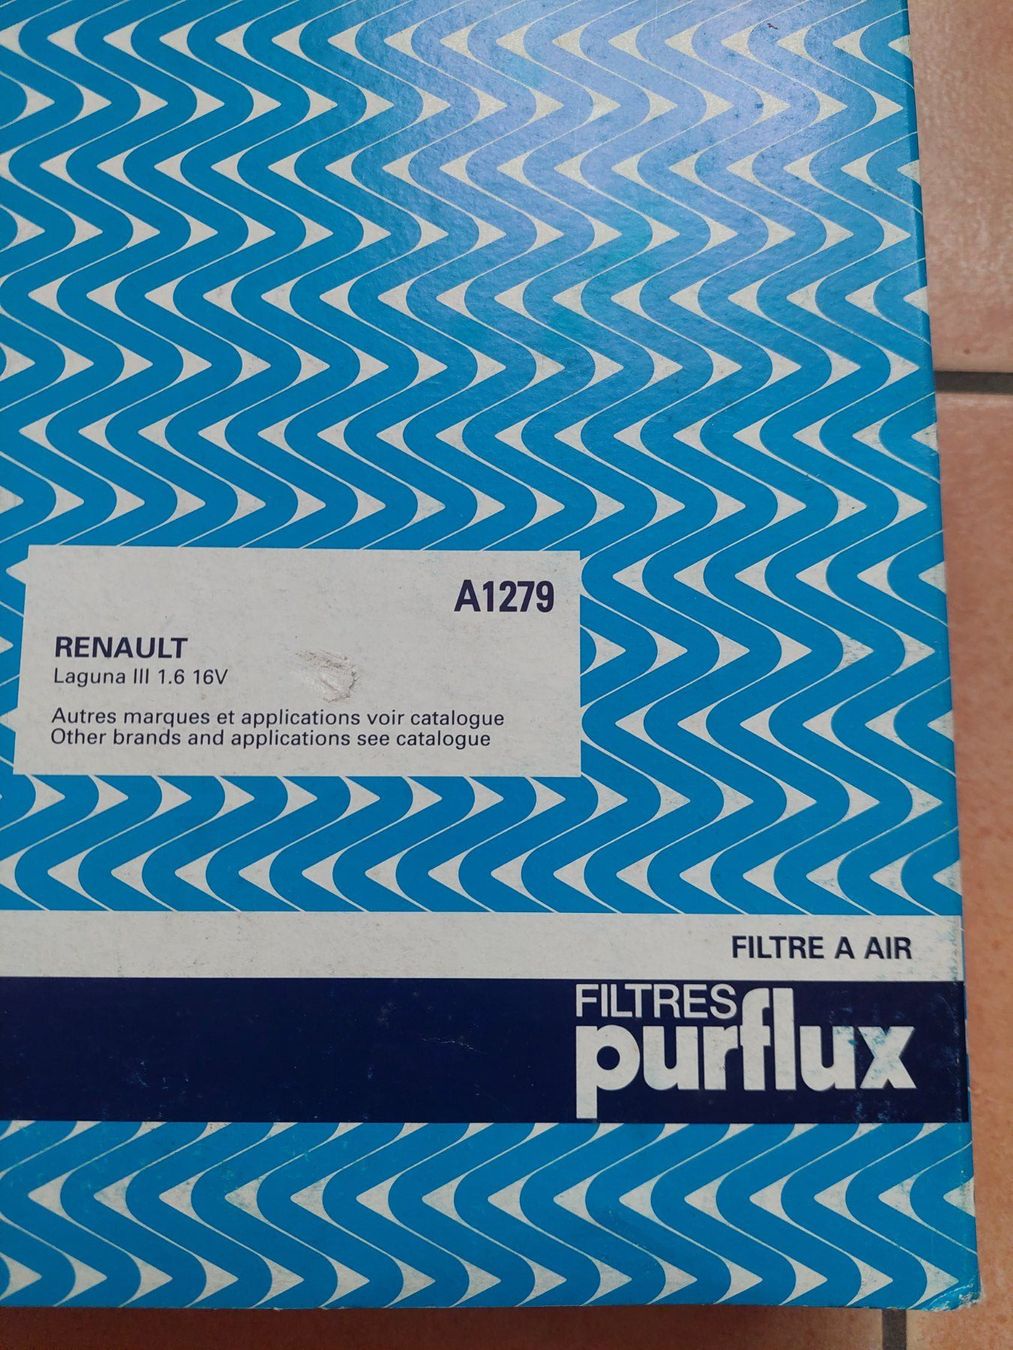 A1279
RENAULT
Laguna III 1.6 16V
Autres marques et applications voir catalogue
Other brands and applications see catalogue
FILTRE A AIR
FILTRES
purflux